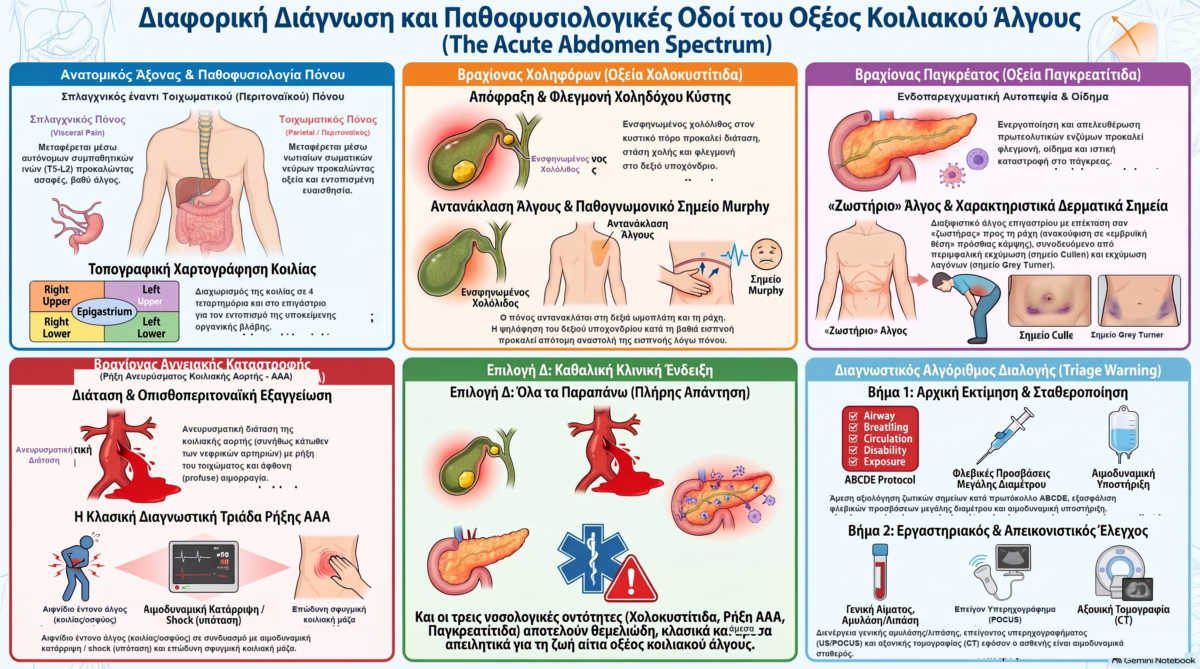 Διαφορική Διάγνωση και Παθοφυσιολογικές Οδοί του Οξέος Κοιλιακού Άλγους
(The Acute Abdomen Spectrum)
Ανατομικός Άξονας & Παθοφυσιολογία Πόνου
Σπλαγχνικός έναντι Τοιχωματικού (Περιτοναϊκού) Πόνου
Σπλαγχνικός Πόνος
(Visceral Pain)
Μεταφέρεται μέσω
αυτόνομων συμπαθητικών
ινών (T5-L2) προκαλώντας
ασαφές, βαθύ άλγος.
Τοιχωματικός Πόνος
(Parietal / Περιτοναϊκός)
Μεταφέρεται μέσω
νωτιαίων σωματικών
νεύρων προκαλώντας
οξεία και εντοπισμένη
ευαισθησία.
Τοπογραφική Χαρτογράφηση Κοιλίας
Right
Upper
Left
Upper
Epigastrium
Right
Lower
Left
Lower
Διαχωρισμός της κοιλίας σε 4
τεταρτημόρια και στο επιγάστριο
για τον εντοπισμό της υποκείμενης
οργανικής βλάβης.
;
Βραχίονας Χοληφόρων (Οξεία Χολοκυστίτιδα)
Απόφραξη & Φλεγμονή Χοληδόχου Κύστης
Ενσφηνωμένος νος
Χολόλιθος ς
Ενσφηνωμένος χολόλιθος στον
κυστικό πόρο προκαλεί διάταση,
στάση χολής και φλεγμονή
στο δεξιό υποχόνδριο.
Αντανάκλαση Άλγους & Παθογνωμονικό Σημείο Murphy
Ενσφηνωμένος
Χολόλιδος
Αντανάκλαση
Άλγους
Σημείο
Murphy
Ο πόνος αντανακλάται στη δεξιά ωμοπλάτη και τη ράχη.
Η ψηλάφηση του δεξιού υποχονδρίου κατά τη βαθιά εισπνοή
προκαλεί απότομη αναστολή της εισπνοής λόγω πόνου.
Βραχίονας Παγκρέατος (Οξεία Παγκρεατίτιδα)
Ενδοπαρεγχυματική Αυτοπεψία & Οίδημα
Ενεργοποίηση και απελευθέρωση
πρωτεολυτικών ενζύμων προκαλεί
φλεγμονή, οίδημα και ιστική
καταστροφή στο πάγκρεας.
«Ζωστήριο» Άλγος & Χαρακτηριστικά Δερματικά Σημεία
Διαξιφιστικό άλγος επιγαστρίου με επέκταση σαν
«ζωστήρας» προς τη ράχη (ανακούφιση σε «εμβρυϊκή
θέση» πρόσθιας κάμψης), συνοδευόμενο από
περιμφαλική εκχύμωση (σημείο Cullen) και εκχύμωση
λαγόνων (σημείο Grey Turner).
«Ζωστήριο» Αλγος
Σημείο Culle
Σημείο Grey Turner
Βραχίονας Αγγειακής Καταστροφής
(Ρήξη Ανευρύσματος Κοιλιακής Αορτής - AAA)
Διάταση & Οπισθοπεριτοναϊκή Εξαγγείωση
Ανευρυσματική τική
Διάταση
Ανευρσματική διάταση της
κοιλιακής αορτής (συνήθως κάτωθεν
των νεφρικών αρτηριών) με ρήξη
του τοιχώματος και άφθονη
(profuse) αιμορραγία.
Η Κλασική Διαγνωστική Τριάδα Ρήξης AAA
Αιφνίδιο έντονο άλγος
(κοιλίας/οσφύος)
Αιμοδυναμική Κατάρριψη /
Shock (υπόταση)
Επώδυνη σφυγμική
κοιλιακή μάζα
Αιφνίδιο έντονο άλγος (κοιλίας/οσφύος) σε συνδυασμό με αιμοδυναμική
κατάρριψη / shock (υπόταση) και επώδυνη σφυγμική κοιλιακή μάζα.
Επιλογή Δ: Καθαλική Κλινική Ένδειξη
Επιλογή Δ: Όλα τα Παραπάνω (Πλήρης Απάντηση)
Και οι τρεις νοσολογικές οντότητες (Χολοκυστίτιδα, Ρήξη AAA,
Παγκρεατίτιδα) αποτελούν θεμελιώδη, κλασικά και άμεσα
απειλητικά για τη ζωή αίτια οξέος κοιλιακού άλγους.
Διαγνωστικός Αλγόριθμος Διαλογής (Triage Warning)
Βήμα 1: Αρχική Εκτίμηση & Σταθεροποίηση
Airway
Breatlfing
Circulation
Disability
Exposure
ABCDE Protocol
Φλεβικές Προσβάσεις
Μεγάλης Διαμέτρου
Αιμοδυναμική
Υποστήριξη
Άμεση αξιολόγηση ζωτικών σημείων κατά πρωτόκολλο ABCDE, εξασφάλιση
φλεβικών προσβάσεων μεγάλης διαμέτρου και αιμοδυναμική υποστήριξη.
Βήμα 2: Εργαστηριακός & Απεικονιστικός Έλεγχος
Γενική Αίματος,
Αμυλάση/Λιπάση
Επείγον Υπερηχογράφημα
(POCUS)
Αξουική Τομογραφία
(CT)
Διενέργεια γενικής αμυλάσης/λιπάσης, επείγοντος υπερηχογραφήματος
(US/POCUS) και αξονικής τομογραφίας (CT) εφόσον ο ασθενής είναι αιμοδυναμικά
σταθερός.
Gemini Notebook